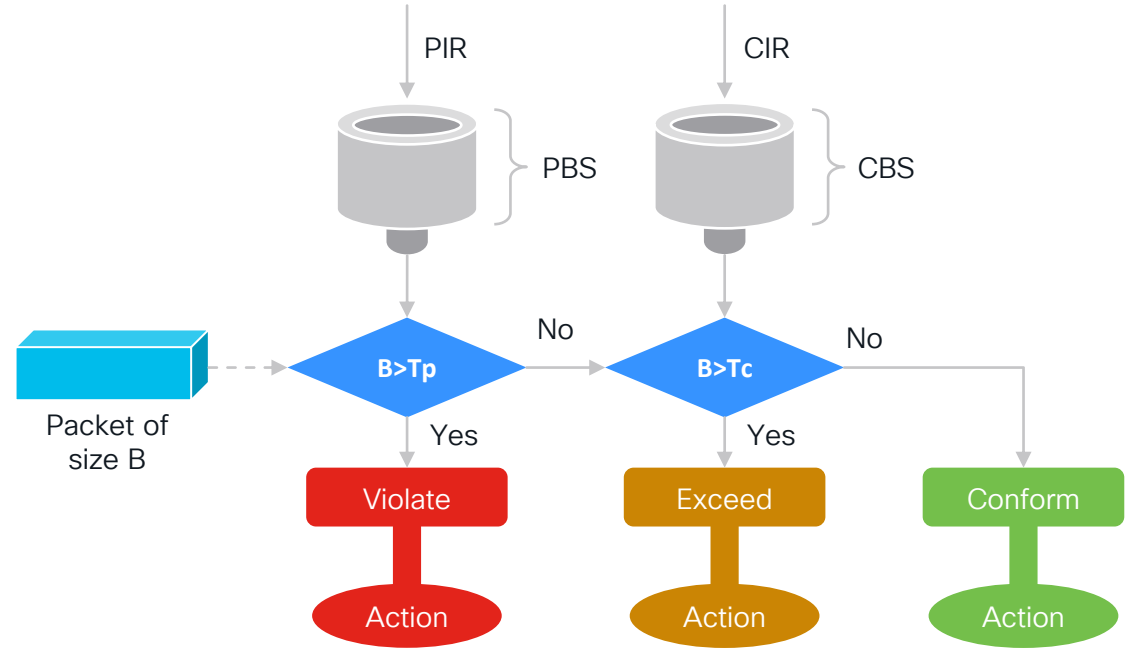 PIR
CIR
PBS
CBS
No
No
B>Tp
B>Tc
Packet of
size B
Yes
Yes
Violate
Exceed
Conform
Action
Action
Action